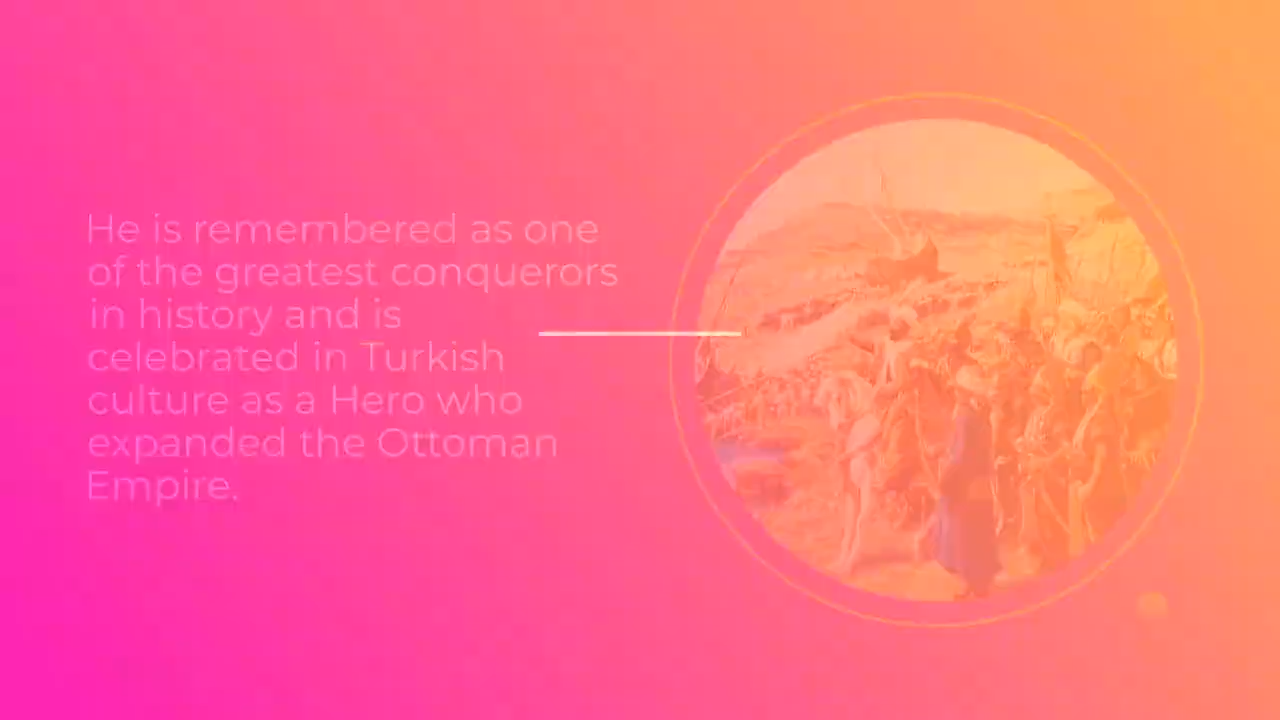 He is remembered as one
of the greatest conquerors
in history and is
celebrated in Turkish
culture as a Hero who
expanded the Ottoman
Empire.